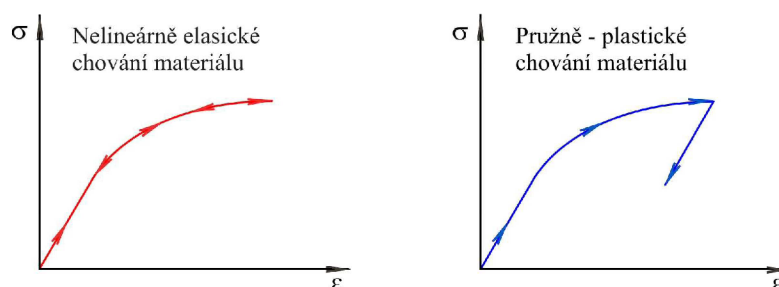 σ
Nelineárně elasické
chování materiálu
ε
σ
Pružně - plastické
chování materiálu
ε